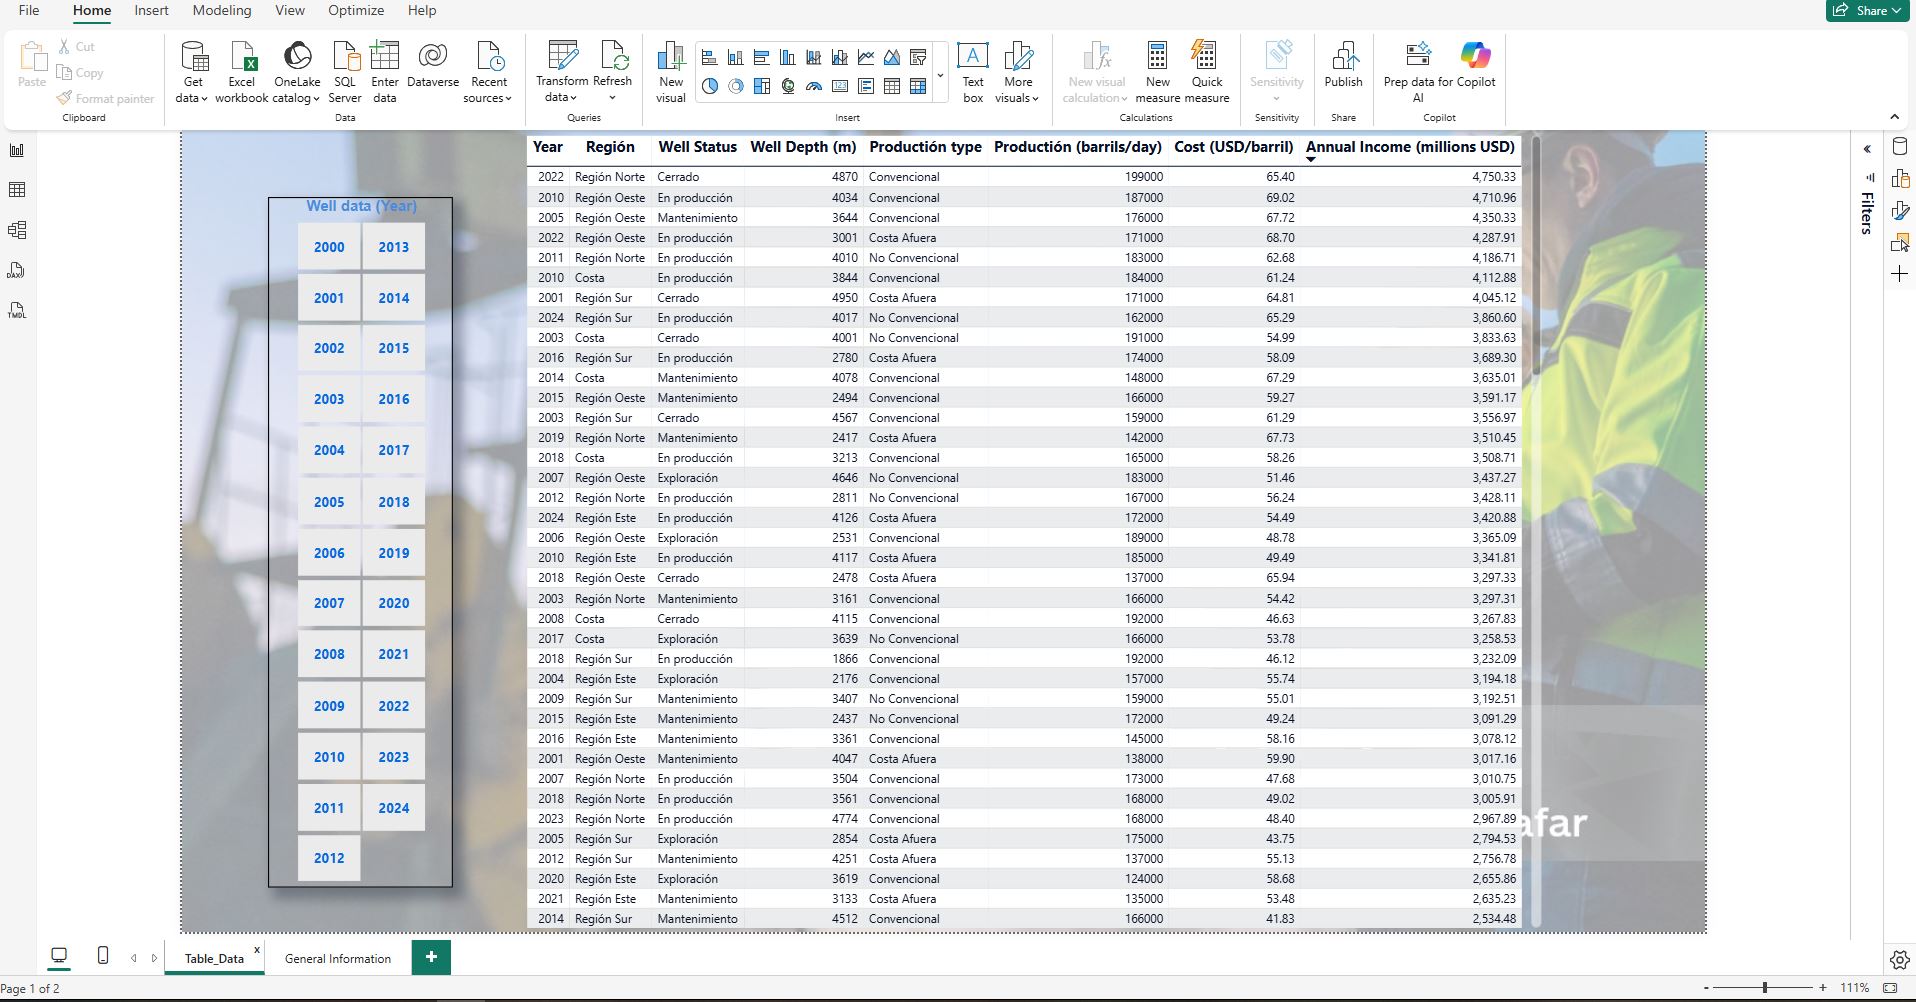 File Home Insert Modeling View Optimize Help Share
Paste Cut Copy Format painter
Clipboard
Get data Excel workbook OneLake catalog SQL Server Enter data Dataverse Recent sources
Data
Transform data Refresh
Queries
New visual Text box More visuals
Insert
New visual calculation New measure Quick measure
Calculations
Sensitivity
Sensitivity
Publish
Share
Prep data for AI Copilot
Copilot
DAX
TMDL
Well data (Year)
2000 2013
2001 2014
2002 2015
2003 2016
2004 2017
2005 2018
2006 2019
2007 2020
2008 2021
2009 2022
2010 2023
2011 2024
2012
Year Región Well Status Well Depth (m) Productión type Productión (barrils/day) Cost (USD/barril) Annual Income (millions USD)
2022 Región Norte Cerrado 4870 Convencional 199000 65.40 4,750.33
2010 Región Oeste En producción 4034 Convencional 187000 69.02 4,710.96
2005 Región Oeste Mantenimiento 3644 Convencional 176000 67.72 4,350.33
2022 Región Oeste En producción 3001 Costa Afuera 171000 68.70 4,287.91
2011 Región Norte En producción 4010 No Convencional 183000 62.68 4,186.71
2010 Costa En producción 3844 Convencional 184000 61.24 4,112.88
2001 Región Sur Cerrado 4950 Costa Afuera 171000 64.81 4,045.12
2024 Región Sur En producción 4017 No Convencional 162000 65.29 3,860.60
2003 Costa Cerrado 4001 No Convencional 191000 54.99 3,833.63
2016 Región Sur En producción 2780 Costa Afuera 174000 58.09 3,689.30
2014 Costa Mantenimiento 4078 Convencional 148000 67.29 3,635.01
2015 Región Oeste Mantenimiento 2494 Convencional 166000 59.27 3,591.17
2003 Región Sur Cerrado 4567 Convencional 159000 61.29 3,556.97
2019 Región Norte Mantenimiento 2417 Costa Afuera 142000 67.73 3,510.45
2018 Costa En producción 3213 Convencional 165000 58.26 3,508.71
2007 Región Oeste Exploración 4646 No Convencional 183000 51.46 3,437.27
2012 Región Norte En producción 2811 No Convencional 167000 56.24 3,428.11
2024 Región Este En producción 4126 Costa Afuera 172000 54.49 3,420.88
2006 Región Oeste Exploración 2531 Convencional 189000 48.78 3,365.09
2010 Región Este En producción 4117 Costa Afuera 185000 49.49 3,341.81
2018 Región Oeste Cerrado 2478 Costa Afuera 137000 65.94 3,297.33
2003 Región Norte Mantenimiento 3161 Convencional 166000 54.42 3,297.31
2008 Costa Cerrado 4115 Convencional 192000 46.63 3,267.83
2017 Costa Exploración 3639 No Convencional 166000 53.78 3,258.53
2018 Región Sur En producción 1866 Convencional 192000 46.12 3,232.09
2004 Región Este Exploración 2176 Convencional 157000 55.74 3,194.18
2009 Región Sur Mantenimiento 3407 No Convencional 159000 55.01 3,192.51
2015 Región Este Mantenimiento 2437 No Convencional 172000 49.24 3,091.29
2016 Región Este Mantenimiento 3361 Convencional 145000 58.16 3,078.12
2001 Región Oeste Mantenimiento 4047 Costa Afuera 138000 59.90 3,017.16
2007 Región Norte En producción 3504 Convencional 173000 47.68 3,010.75
2018 Región Norte En producción 3561 Convencional 168000 49.02 3,005.91
2023 Región Norte En producción 4774 Convencional 168000 48.40 2,967.89
2005 Región Sur Exploración 2854 Costa Afuera 175000 43.75 2,794.53
2012 Región Sur Mantenimiento 4251 Costa Afuera 137000 55.13 2,756.78
2020 Región Este Exploración 3619 Convencional 124000 58.68 2,655.86
2021 Región Este Mantenimiento 3133 Costa Afuera 135000 53.48 2,635.23
2014 Región Sur Mantenimiento 4512 Convencional 166000 41.83 2,534.48
afar
Filters
Table_Data x General Information +
Page 1 of 2
- + 111%